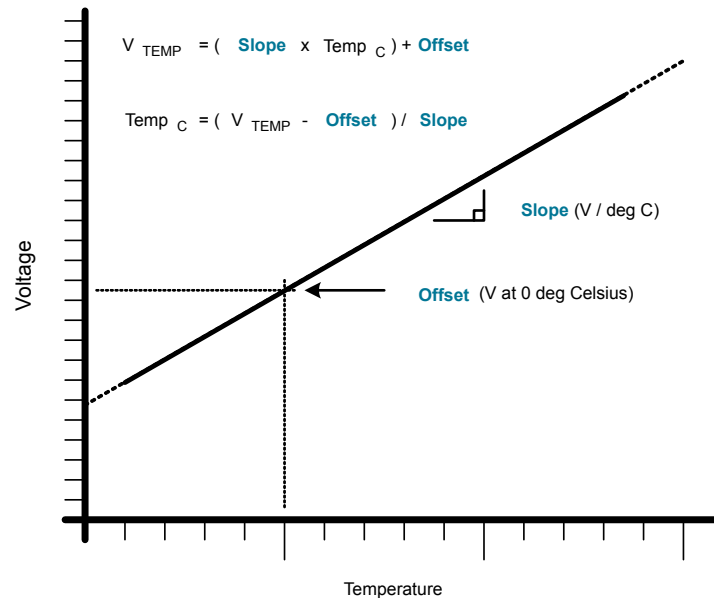 V TEMP = ( Slope x Temp C ) + Offset
Temp C = ( V TEMP - Offset ) / Slope
Slope (V / deg C)
Voltage
Offset (V at 0 deg Celsius)
Temperature